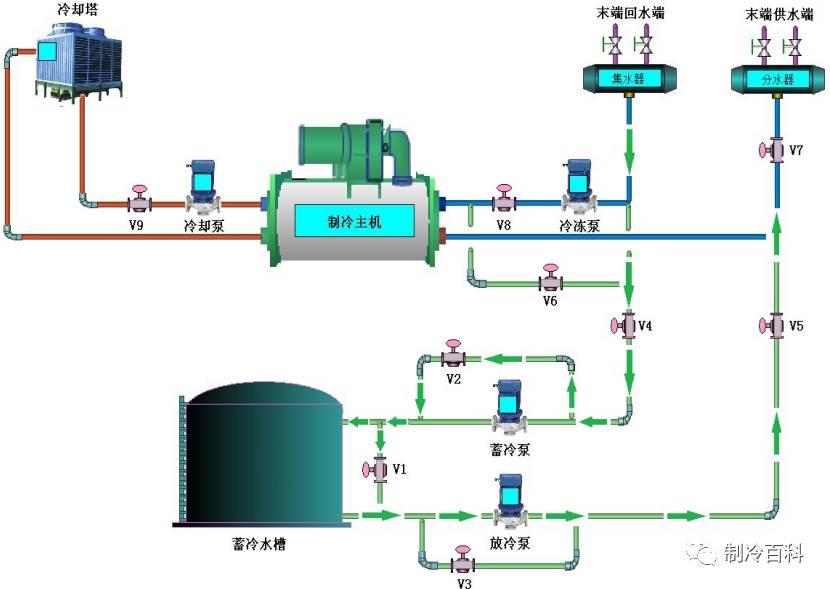 冷却塔
末端回水端
末端供水端
集水器
分水器
V7
制冷主机
V9
冷却泵
V8
冷冻泵
V6
V4
V5
V2
蓄冷泵
V1
蓄冷水槽
放冷泵
V3
制冷百科